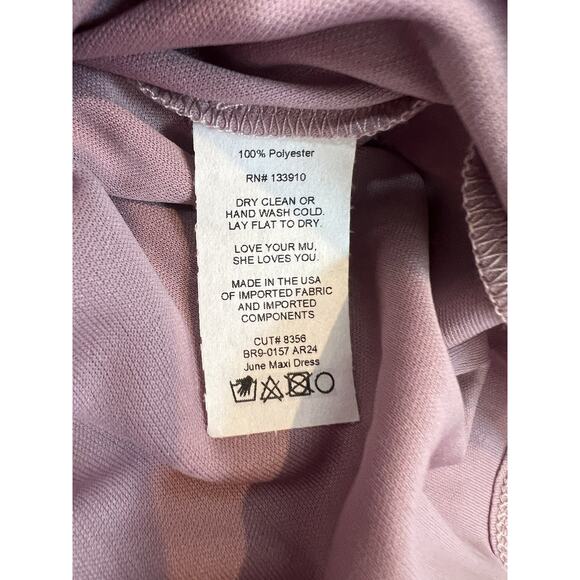 100% Polyester
RN# 133910
DRY CLEAN OR
HAND WASH COLD.
LAY FLAT TO DRY.
LOVE YOUR MU,
SHE LOVES YOU.
MADE IN THE USA
OF IMPORTED FABRIC
AND IMPORTED
COMPONENTS
CUT# 8356
BR9-0157 AR24
June Maxi Dress